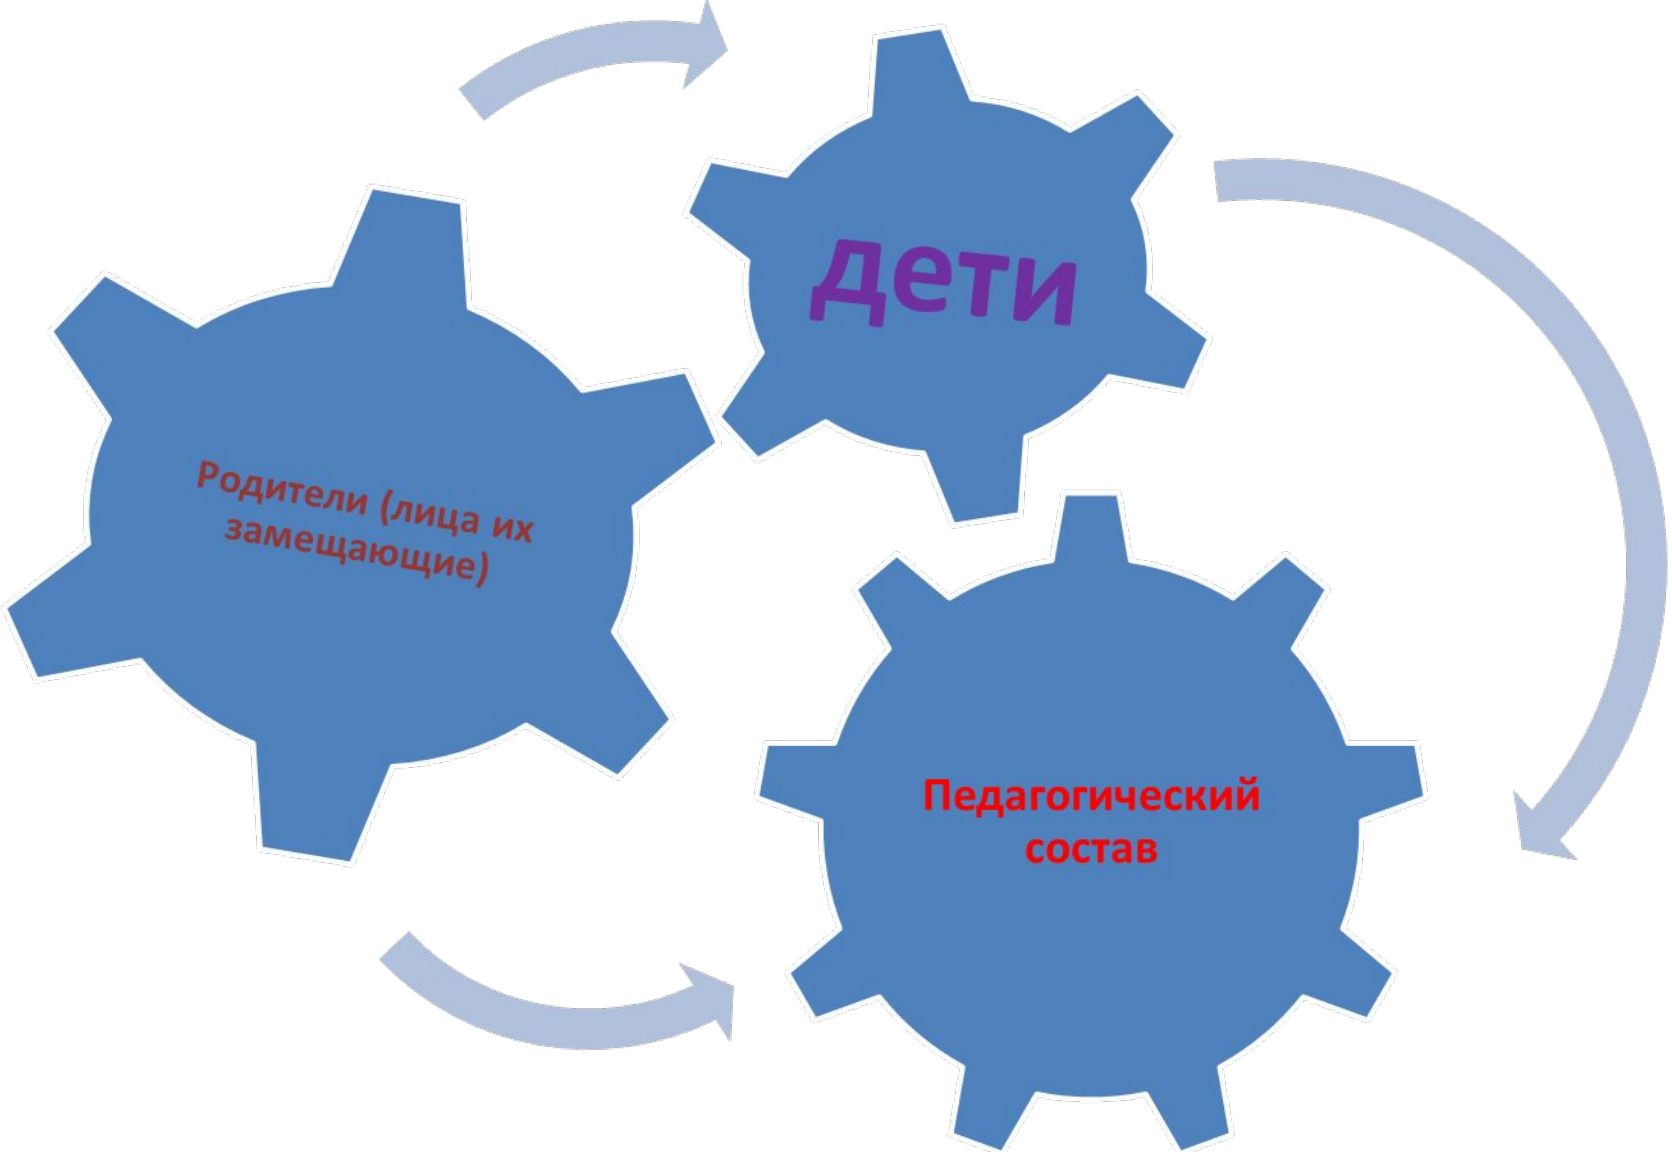 дети
Родители (лица их
замещающие)
Педагогический
состав